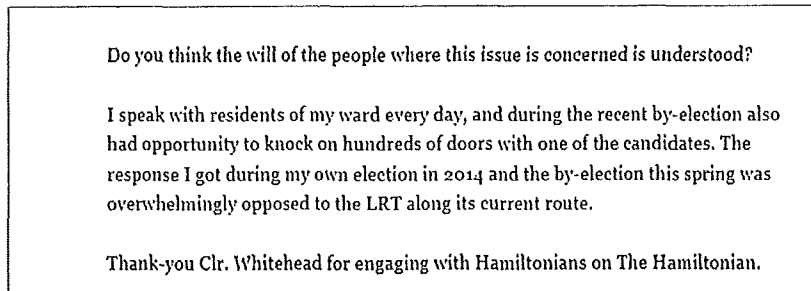 Do you think the will of the people where this issue is concerned is understood?
I speak with residents of my ward every day, and during the recent by-election also
had opportunity to knock on hundreds of doors with one of the candidates. The
response I got during my own election in 2014 and the by-election this spring was
overwhelmingly opposed to the LRT along its current route.
Thank-you Clr. Whitehead for engaging with Hamiltonians on The Hamiltonian.